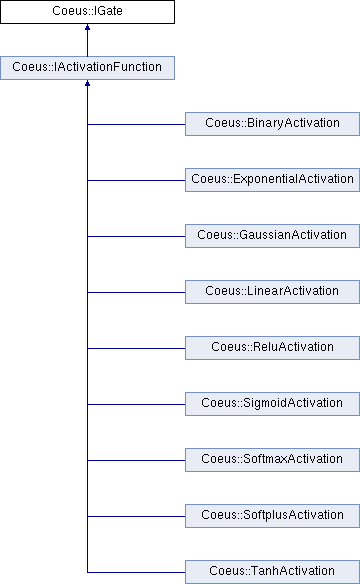 Coeus::IGate
Coeus::IActivationFunction
Coeus::BinaryActivation
Coeus::ExponentialActivation
Coeus::GaussianActivation
Coeus::LinearActivation
Coeus::ReluActivation
Coeus::SigmoidActivation
Coeus::SoftmaxActivation
Coeus::SoftplusActivation
Coeus::TanhActivation